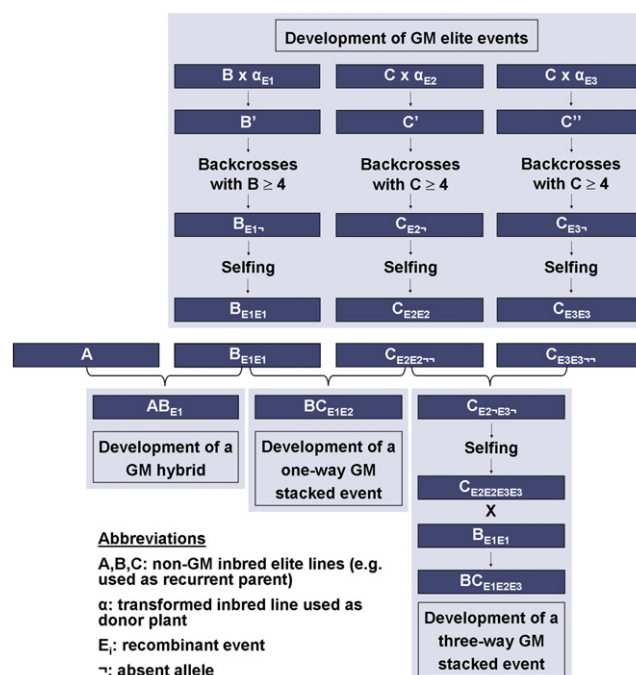 Development of GM elite events
B x αE1
C x αE2
C x αE3
B’
C’
C’’
Backcrosses
with B ≥ 4
Backcrosses
with C ≥ 4
Backcrosses
with C ≥ 4
BE1¬
CE2¬
CE3¬
Selfing
Selfing
Selfing
BE1E1
CE2E2
CE3E3
A
BE1E1
CE2E2¬¬
CE3E3¬¬
ABE1
Development of a
GM hybrid
BCE1E2
Development of a
one-way GM
stacked event
CE2¬E3¬
Selfing
CE2E2E3E3
X
BE1E1
BCE1E2E3
Development of a
three-way GM
stacked event
Abbreviations
A,B,C: non-GM inbred elite lines (e.g.
used as recurrent parent)
α: transformed inbred line used as
donor plant
Ei: recombinant event
¬: absent allele